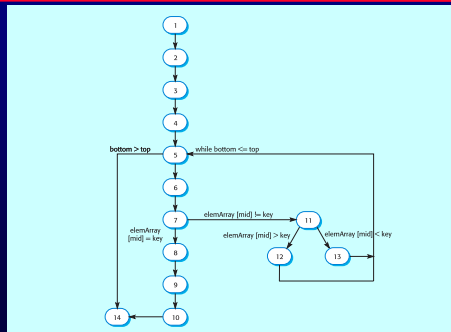 1
2
3
4
bottom > top
while bottom <= top
5
6
elemArray [mid] != key
7
11
elemArray
[mid] = key
elemArray [mid] > key
elemArray [mid] < key
8
12
13
9
14
10